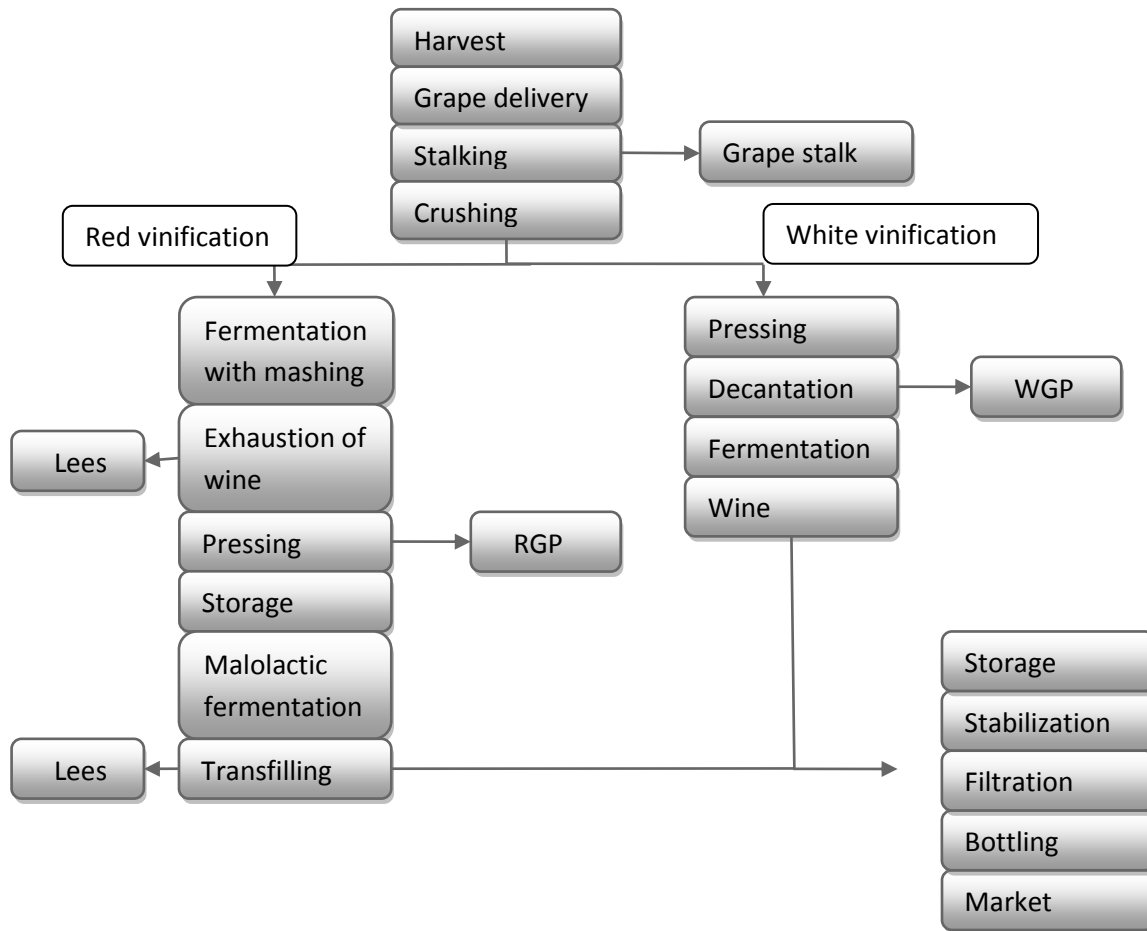 Harvest
Grape delivery
Stalking
Grape stalk
Crushing
Red vinification
White vinification
Fermentation
with mashing
Exhaustion of
wine
Lees
Pressing
RGP
Storage
Malolactic
fermentation
Transfilling
Lees
Pressing
Decantation
WGP
Fermentation
Wine
Storage
Stabilization
Filtration
Bottling
Market